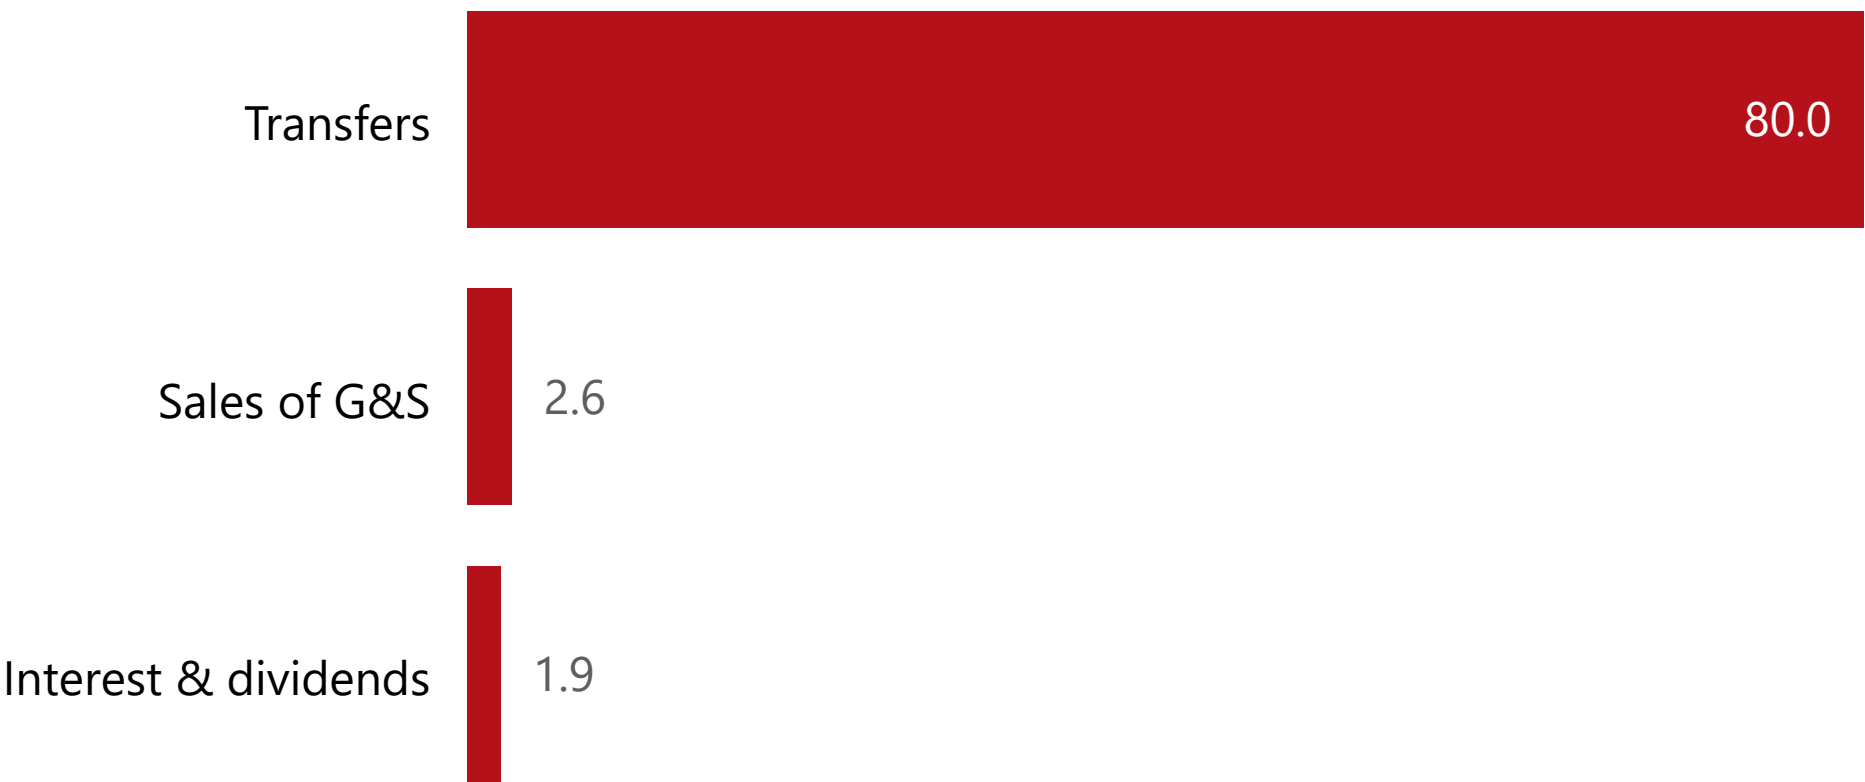 Transfers 80.0
Sales of G&S 2.6
Interest & dividends 1.9